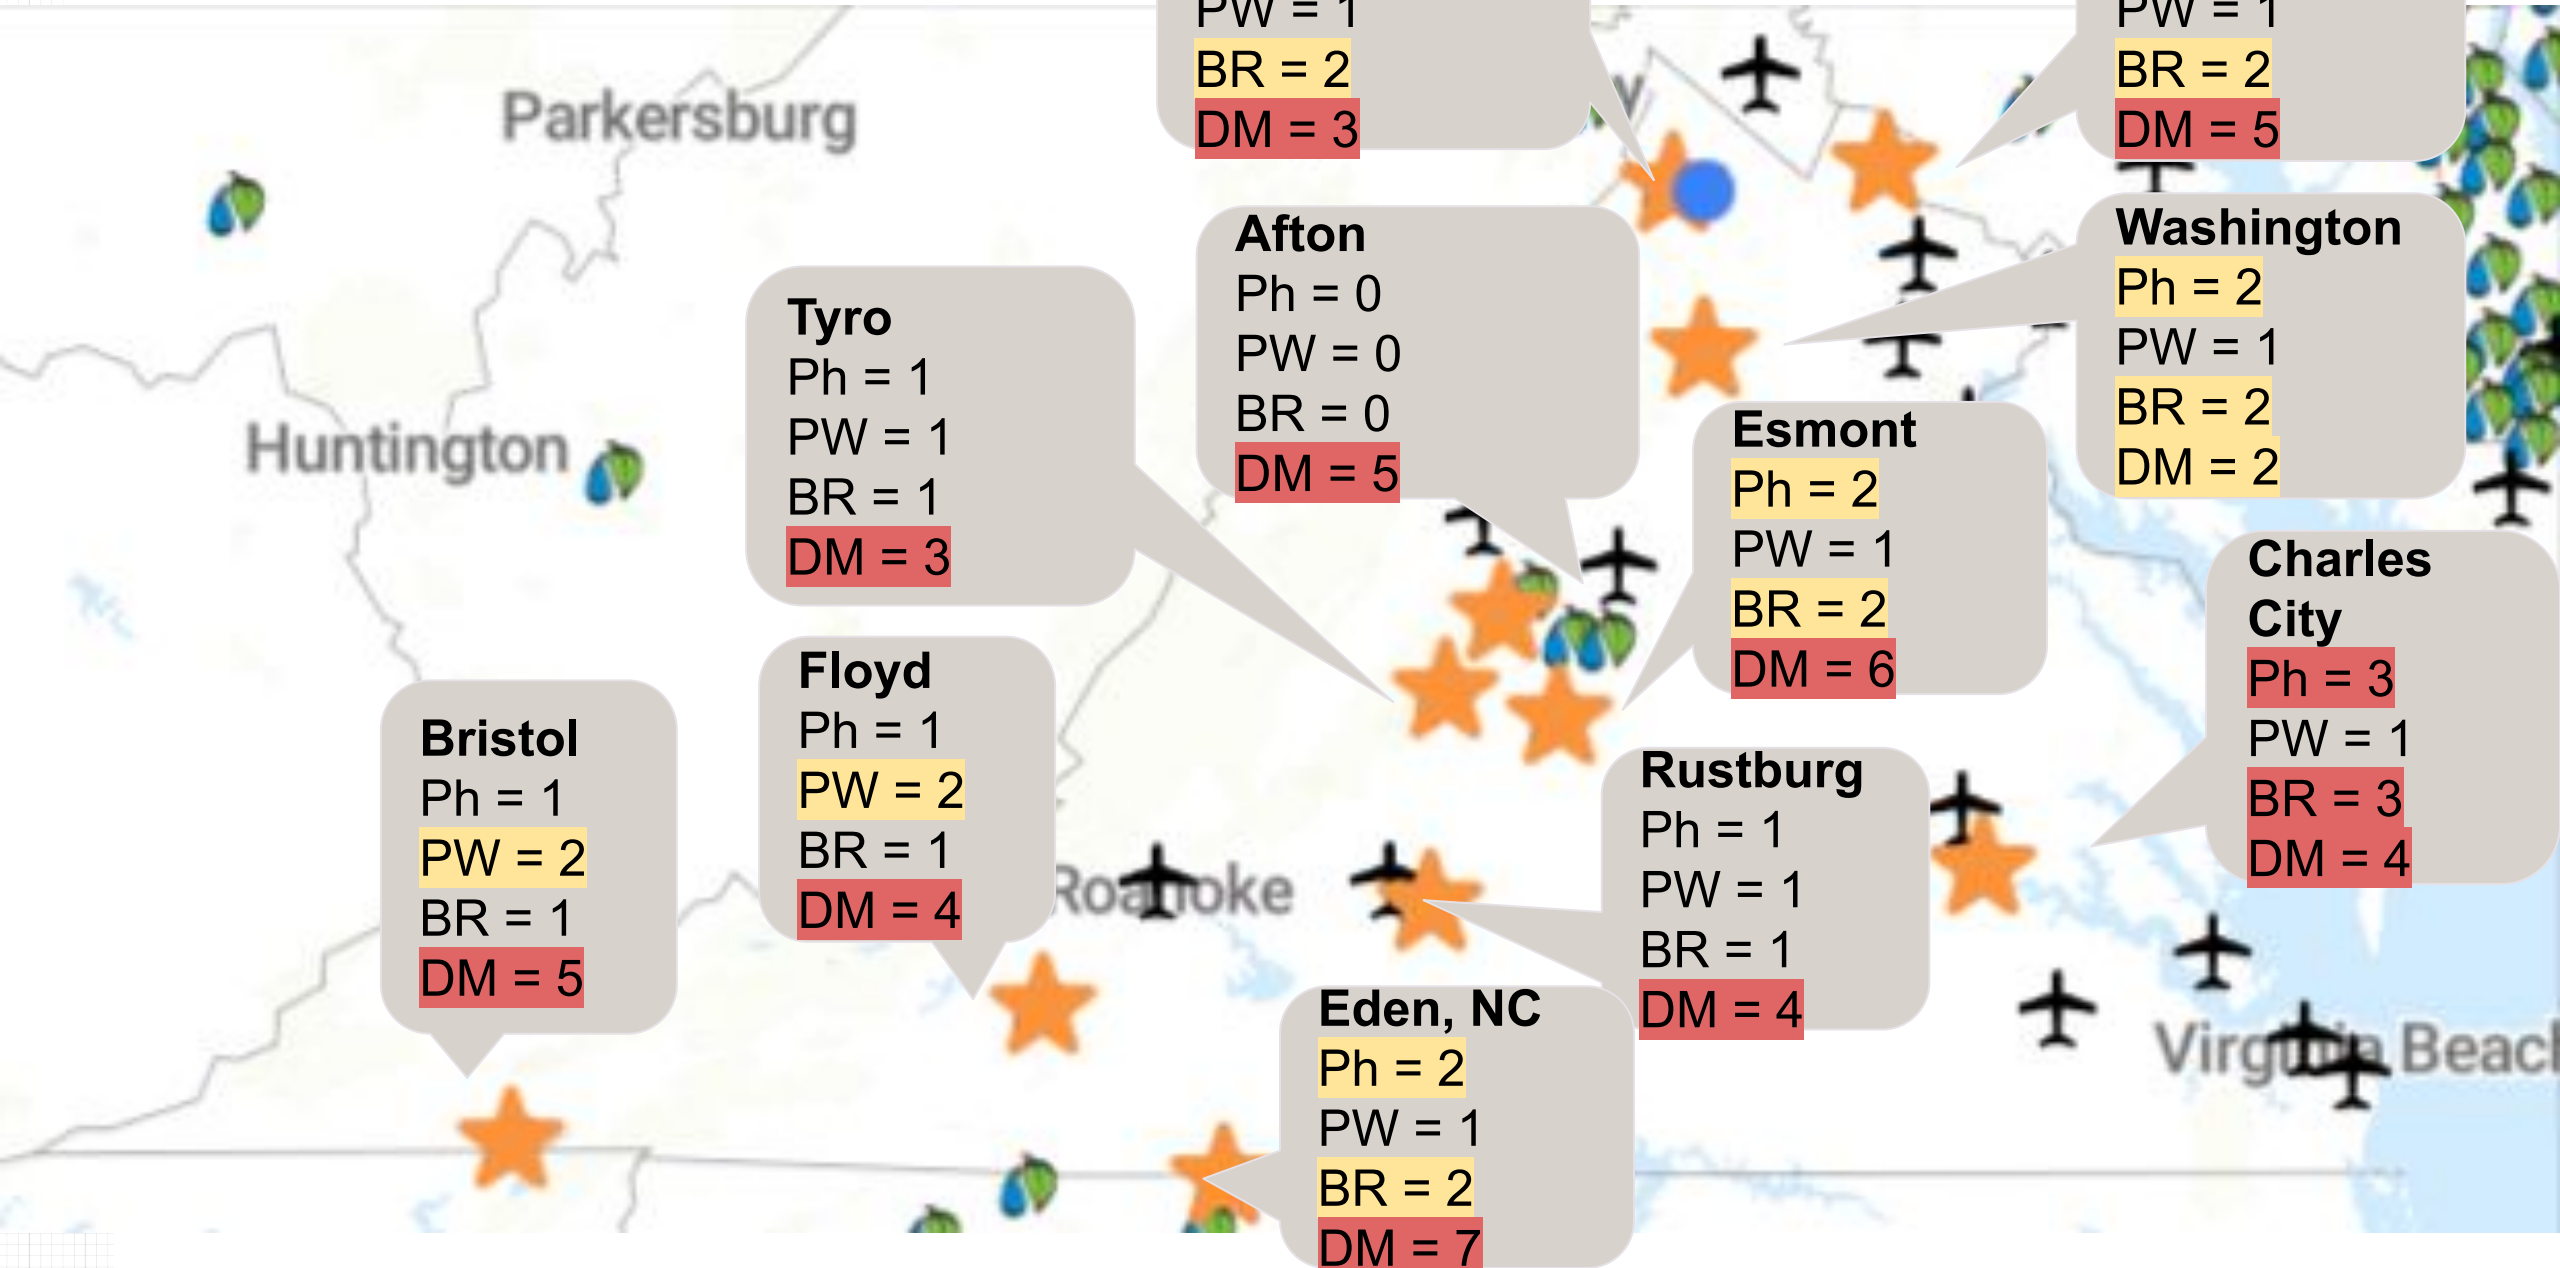 PW = 1
BR = 2
DM = 3
PW = 1
BR = 2
DM = 5
Parkersburg
Huntington
Roanoke
Virginia Beach
Afton
Ph = 0
PW = 0
BR = 0
DM = 5
Washington
Ph = 2
PW = 1
BR = 2
DM = 2
Tyro
Ph = 1
PW = 1
BR = 1
DM = 3
Esmont
Ph = 2
PW = 1
BR = 2
DM = 6
Charles
City
Ph = 3
PW = 1
BR = 3
DM = 4
Floyd
Ph = 1
PW = 2
BR = 1
DM = 4
Bristol
Ph = 1
PW = 2
BR = 1
DM = 5
Rustburg
Ph = 1
PW = 1
BR = 1
DM = 4
Eden, NC
Ph = 2
PW = 1
BR = 2
DM = 7